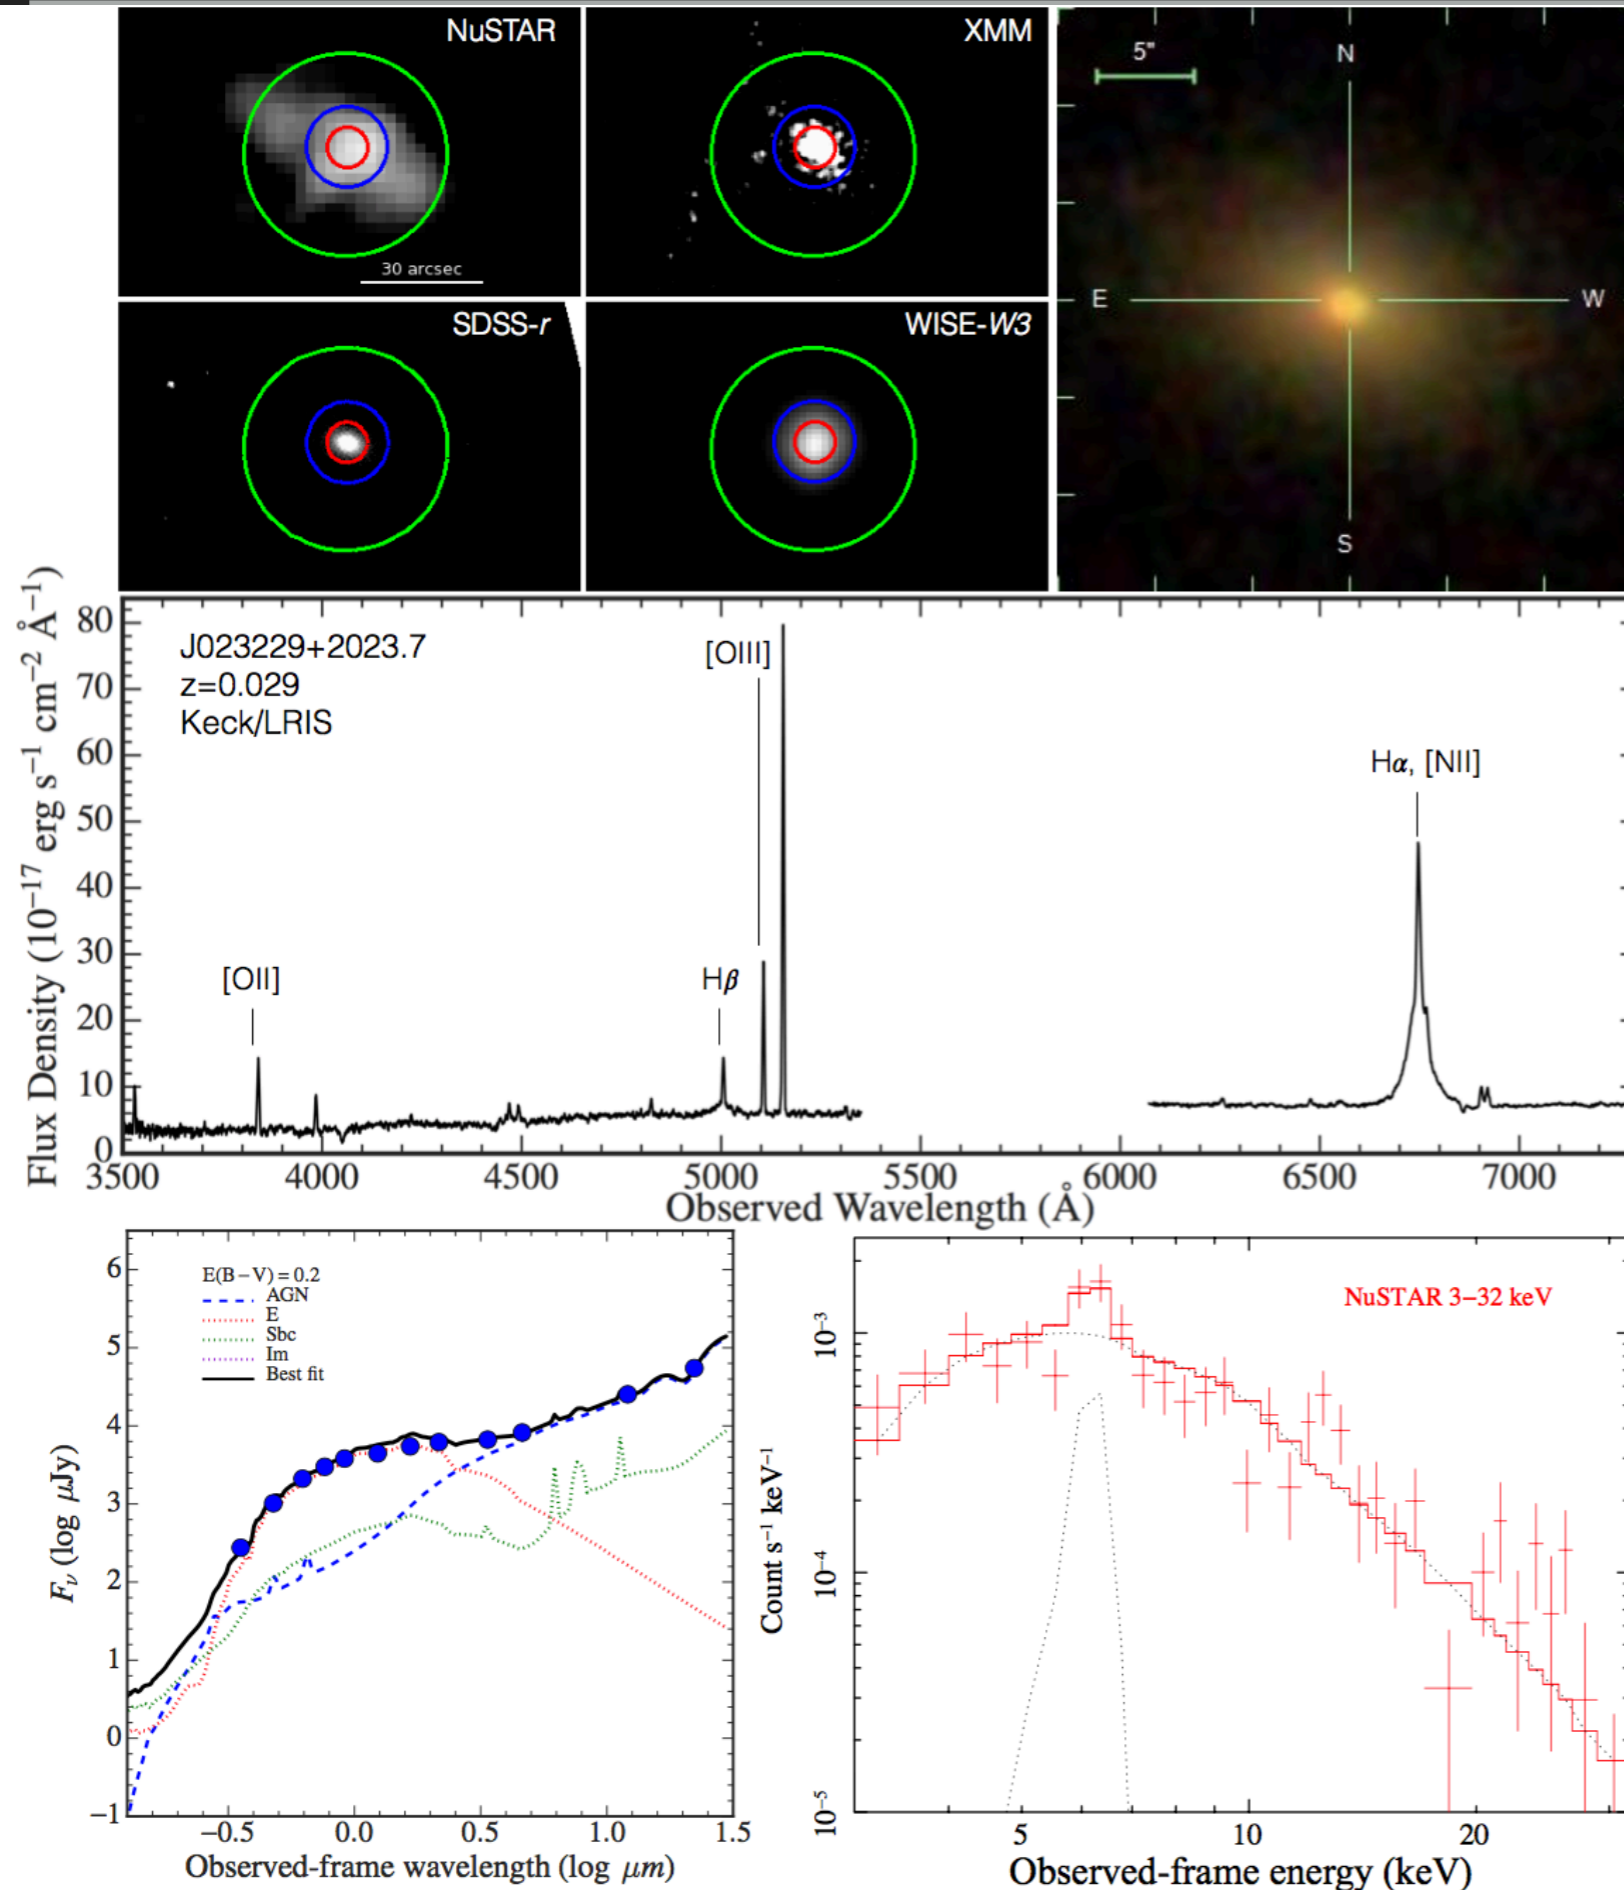 NuSTAR
XMM
5"
N
E
W
S
30 arcsec
SDSS-r
WISE-W3
Flux Density (10⁻¹⁷ erg s⁻¹ cm⁻² Å⁻¹)
80
70
60
50
40
30
20
10
0
J023229+2023.7
z=0.029
Keck/LRIS
[OII]
Hβ
[OIII]
Hα, [NII]
3500
4000
4500
5000
5500
6000
6500
7000
Observed Wavelength (Å)
Fν (log μJy)
6
5
4
3
2
1
0
−1
E(B−V) = 0.2
AGN
E
Sbc
Im
Best fit
−0.5
0.0
0.5
1.0
1.5
Observed-frame wavelength (log μm)
Count s⁻¹ keV⁻¹
10⁻³
10⁻⁴
10⁻⁵
NuSTAR 3−32 keV
5
10
20
Observed-frame energy (keV)